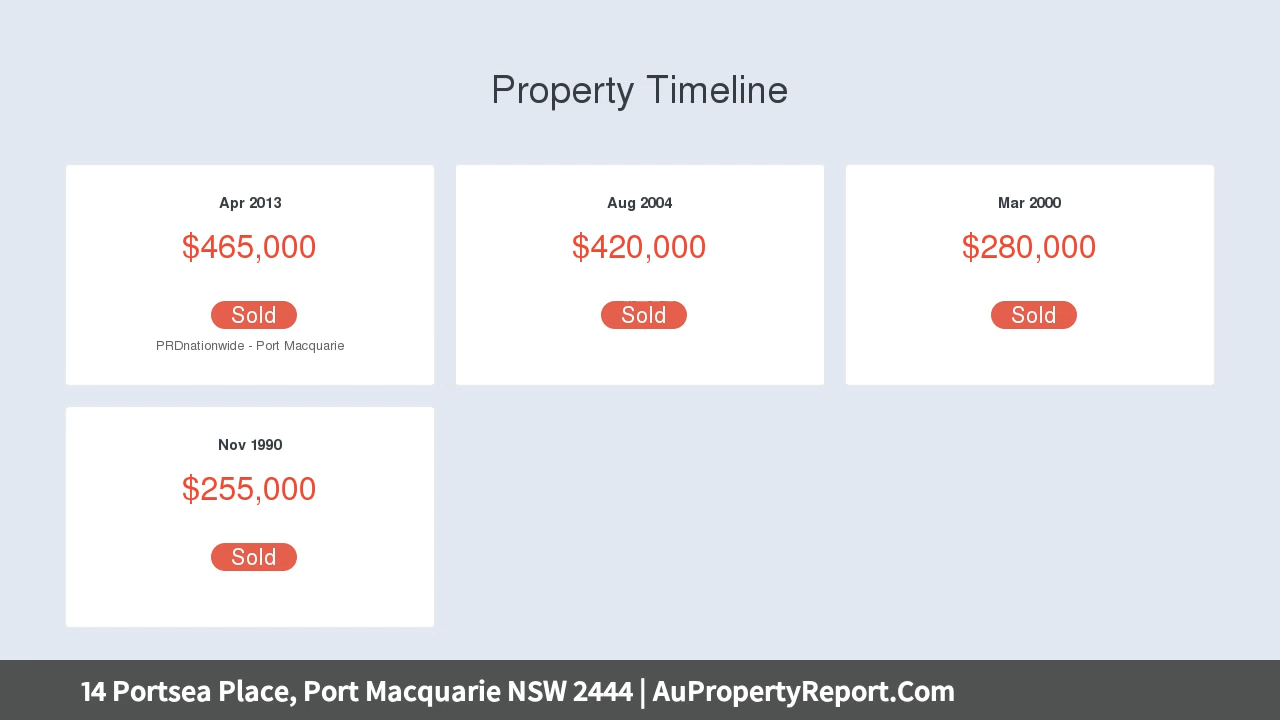 Property Timeline
Apr 2013
$465,000
Sold
PRDnationwide - Port Macquarie
Aug 2004
$420,000
Sold
Mar 2000
$280,000
Sold
Nov 1990
$255,000
Sold
14 Portsea Place, Port Macquarie NSW 2444 | AuPropertyReport.Com